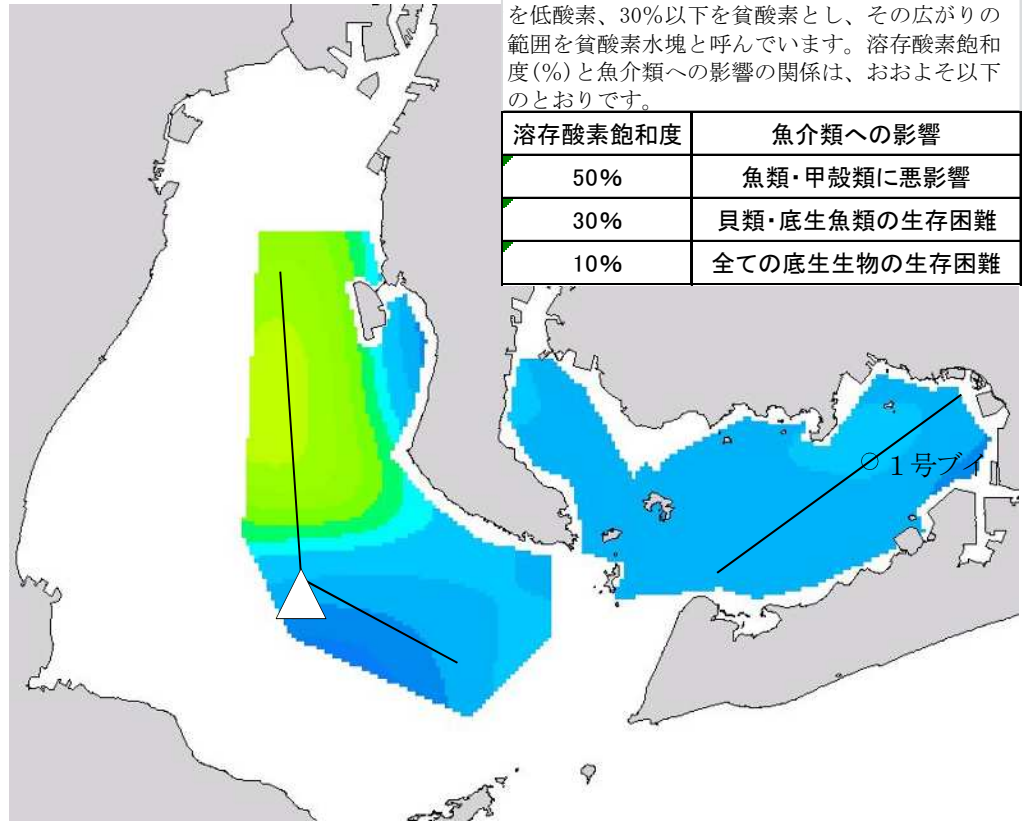 を低酸素、30%以下を貧酸素とし、その広がりの
範囲を貧酸素水塊と呼んでいます。溶存酸素飽和
度(%)と魚介類への影響の関係は、おおよそ以下
のとおりです。
溶存酸素飽和度 魚介類への影響
50% 魚類・甲殻類に悪影響
30% 貝類・底生魚類の生存困難
10% 全ての底生生物の生存困難
1号ブイ